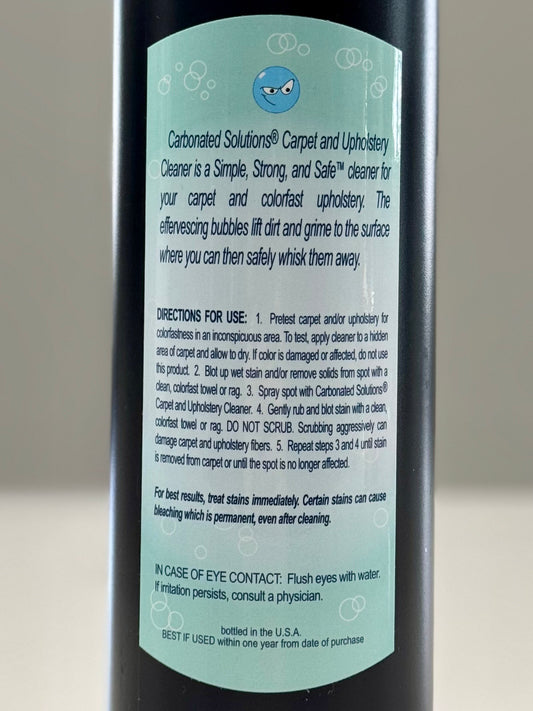 Carbonated Solutions® Carpet and Upholstery
Cleaner is a Simple, Strong, and Safe™ cleaner for
your carpet and colorfast upholstery. The
effervescing bubbles lift dirt and grime to the surface
where you can then safely whisk them away.
DIRECTIONS FOR USE: 1. Pretest carpet and/or upholstery for
colorfastness in an inconspicuous area. To test, apply cleaner to a hidden
area of carpet and allow to dry. If color is damaged or affected, do not use
this product. 2. Blot up wet stain and/or remove solids from spot with a
clean, colorfast towel or rag. 3. Spray spot with Carbonated Solutions®
Carpet and Upholstery Cleaner. 4. Gently rub and blot stain with a clean,
colorfast towel or rag. DO NOT SCRUB. Scrubbing aggressively can
damage carpet and upholstery fibers. 5. Repeat steps 3 and 4 until stain
is removed from carpet or until the spot is no longer affected.
For best results, treat stains immediately. Certain stains can cause
bleaching which is permanent, even after cleaning.
IN CASE OF EYE CONTACT: Flush eyes with water.
If irritation persists, consult a physician.
bottled in the U.S.A.
BEST IF USED within one year from date of purchase